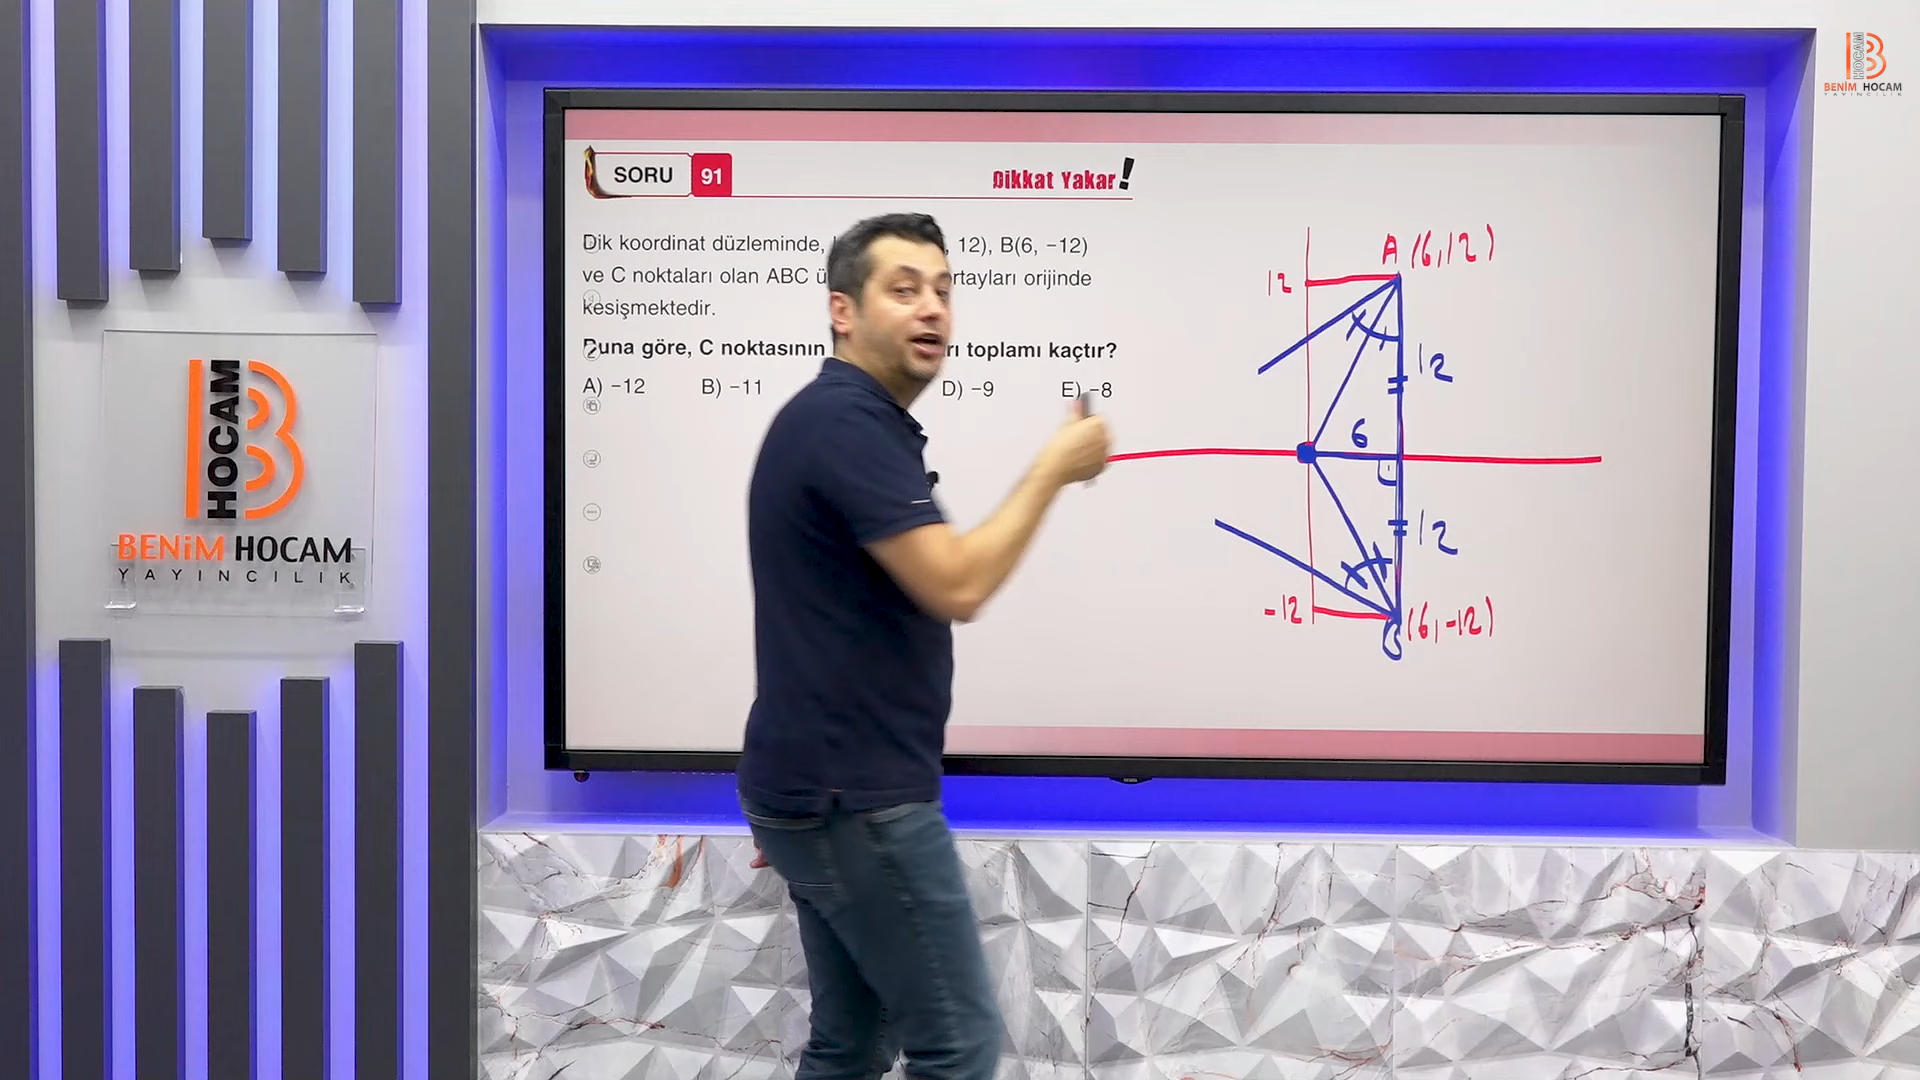 B
HOCAM
BENİM HOCAM
YAYINCILIK
SORU 91
Dikkat Yakar!
Dik koordinat düzleminde, 12), B(6, −12)
ve C noktaları olan ABC rtayları orijinde
kesişmektedir.
Buna göre, C noktasının toplamı kaçtır?
A) −12 B) −11 D) −9 E) −8
A (6,12)
12
12
6
12
-12
(6,-12)
B
HOCAM
BENİM HOCAM
YAYINCILIK